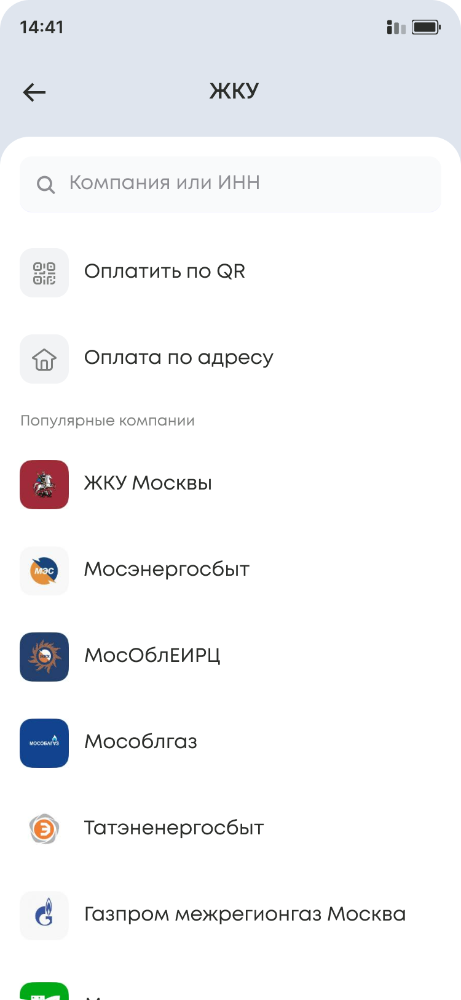 14:41
ЖКУ
Компания или ИНН
Оплатить по QR
Оплата по адресу
Популярные компании
ЖКУ Москвы
МЭС
Мосэнергосбыт
ЖКХ
МосОблЕИРЦ
МОСОБЛГАЗ
Мособлгаз
Татэненергосбыт
Газпром межрегионгаз Москва